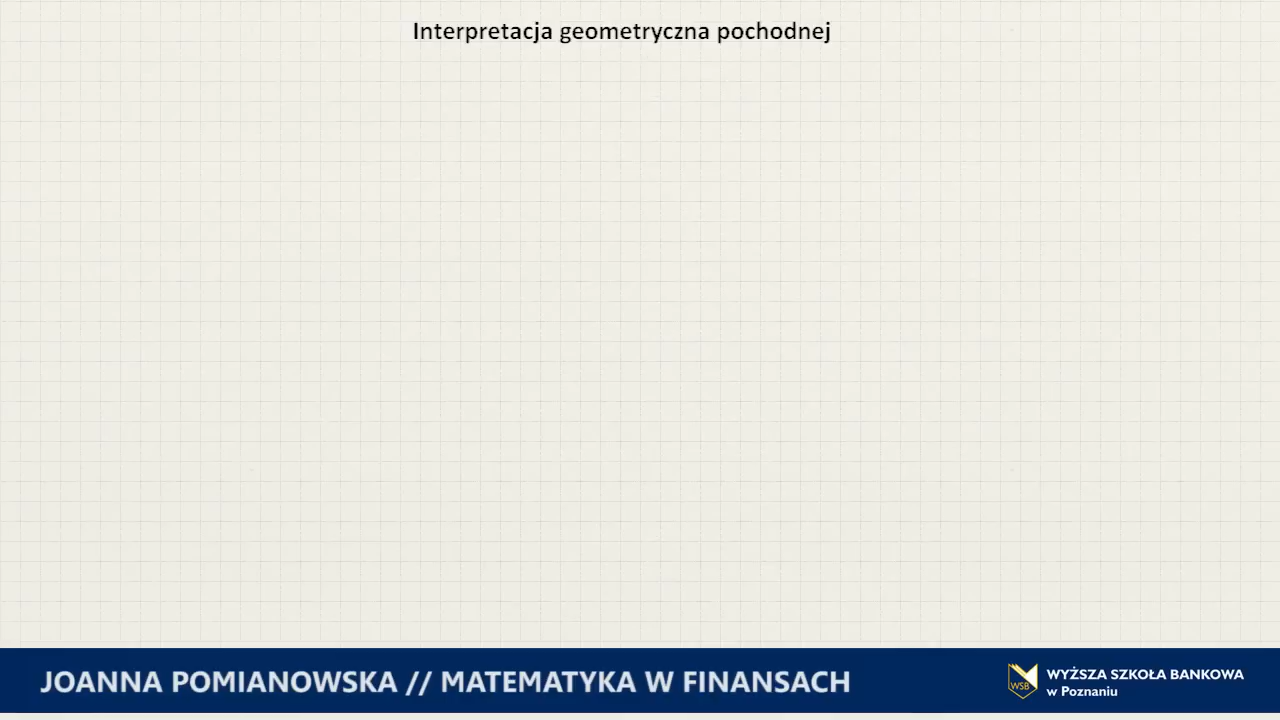 Interpretacja geometryczna pochodnej
JOANNA POMIANOWSKA // MATEMATYKA W FINANSACH
WSB
WYŻSZA SZKOŁA BANKOWA
w Poznaniu